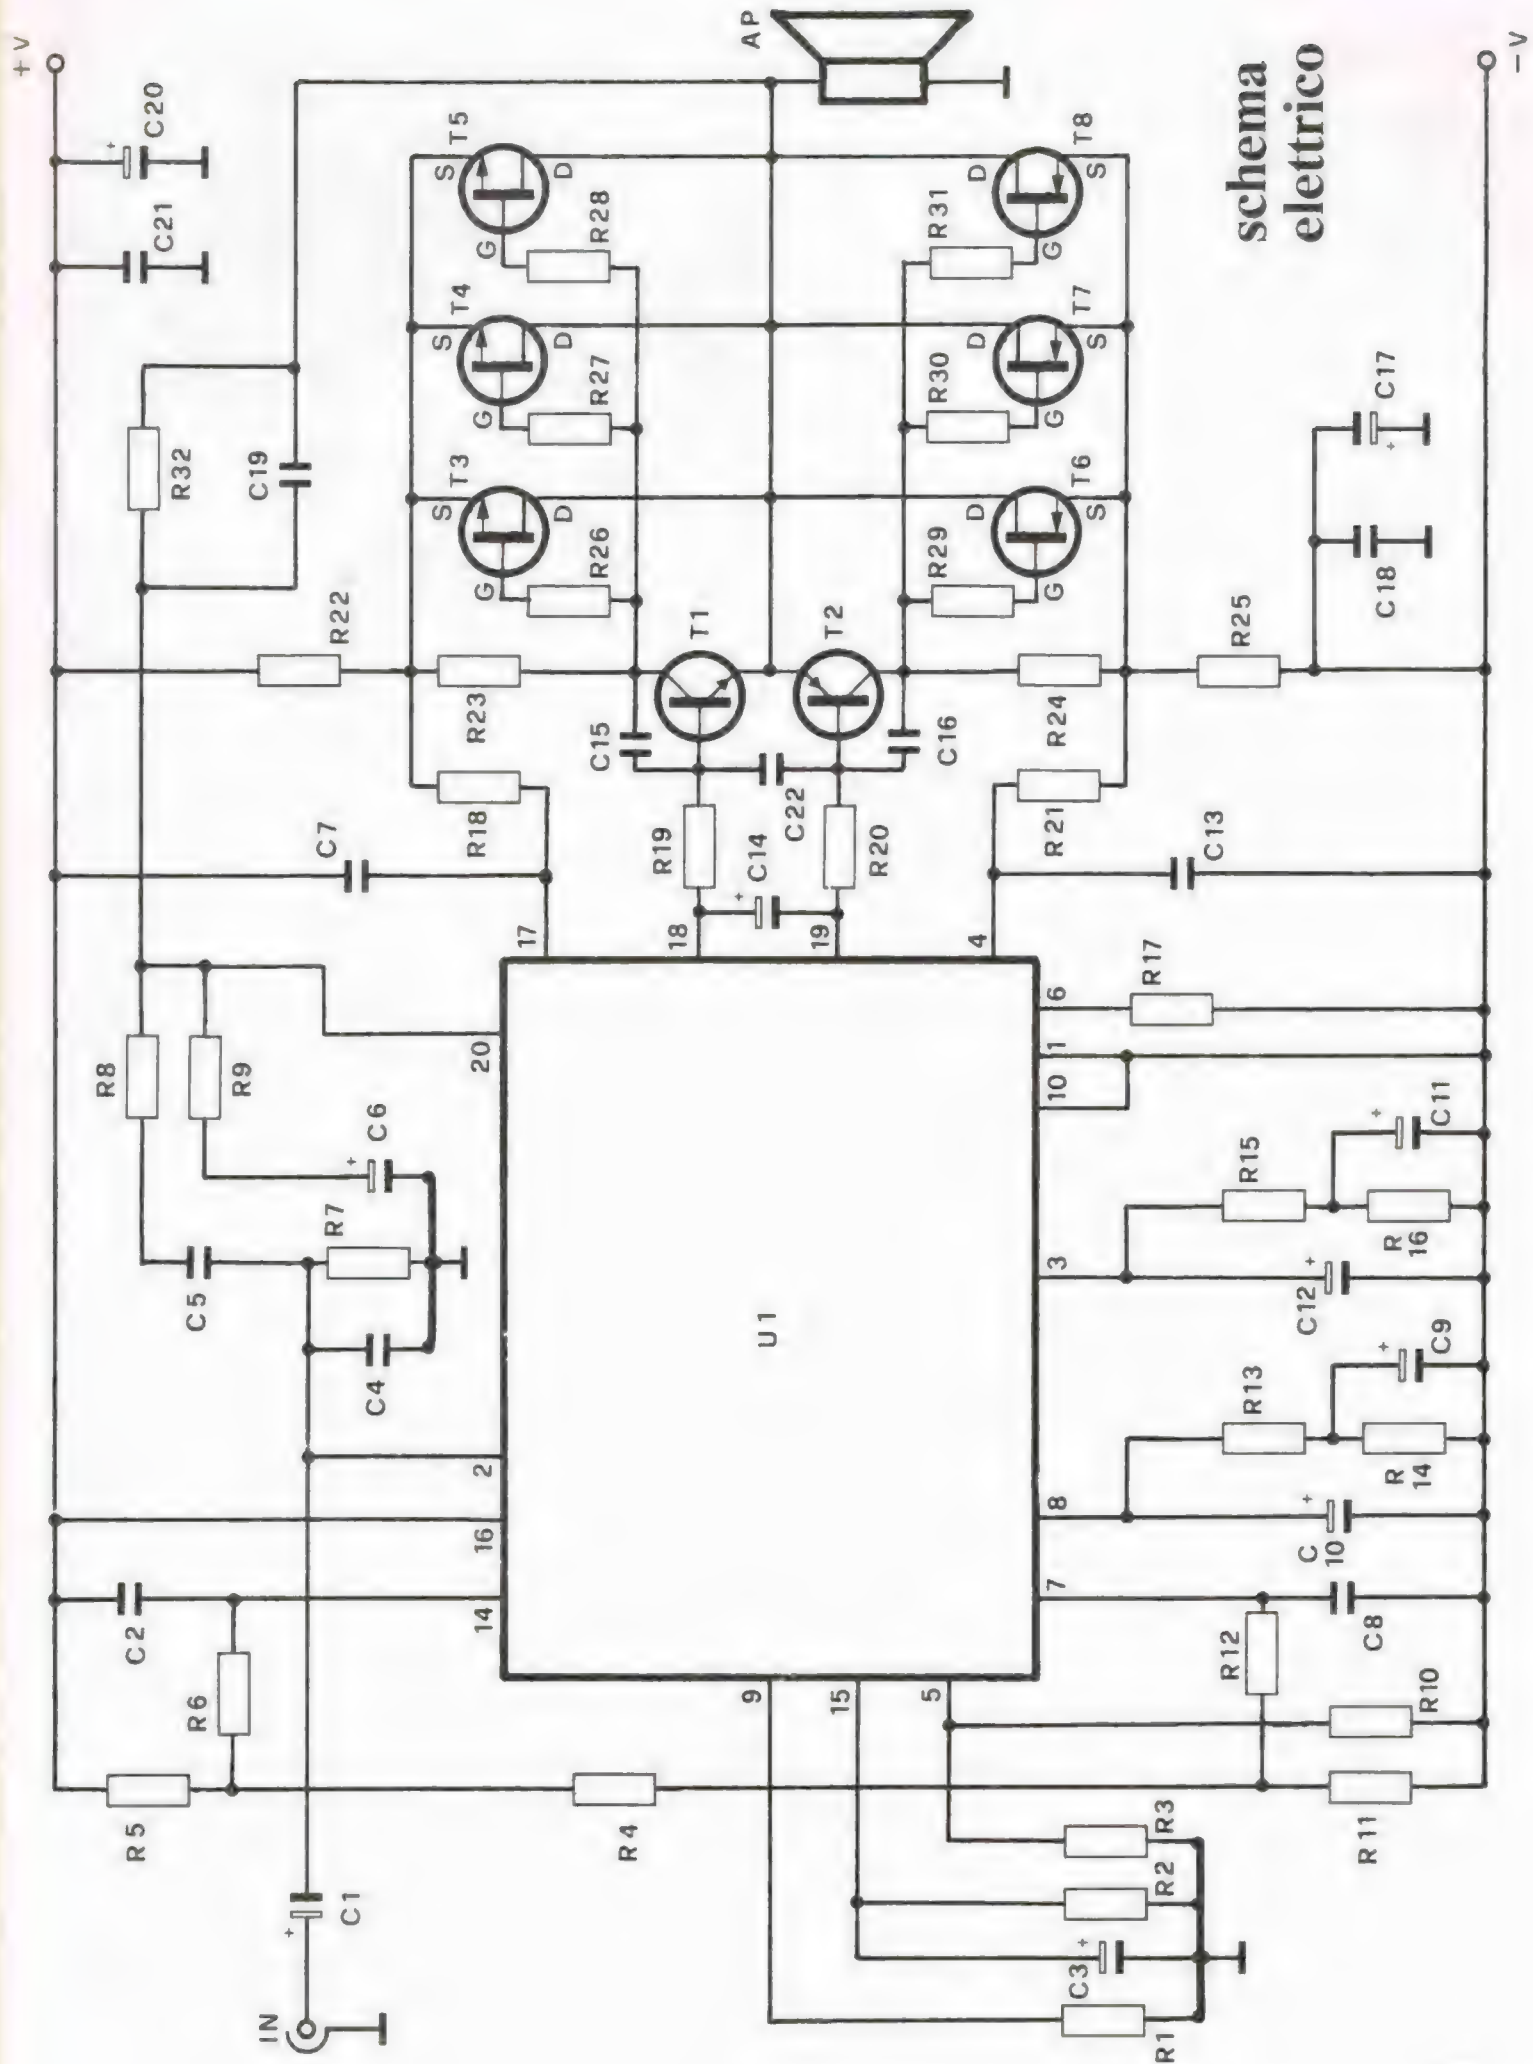 +V
C20
C21
AP
T5
S
D
G
R28
T4
S
D
G
R27
T3
S
D
G
R26
T8
S
D
G
R31
T7
S
D
G
R30
T6
S
D
G
R29
R32
C19
R22
R23
R18
C7
C15
T1
T2
C16
C22
R19
C14
R20
R24
R21
R25
C13
C17
C18
schema
elettrico
-V
17
18
19
4
20
2
16
14
9
15
5
6
1
10
3
8
7
U1
R8
R9
C6
R7
C5
C4
C2
R6
R5
C1
IN
R4
R17
C11
R15
R
16
C12
C9
R13
R
14
C
10
C8
R12
R10
R11
R3
R2
C3
R1